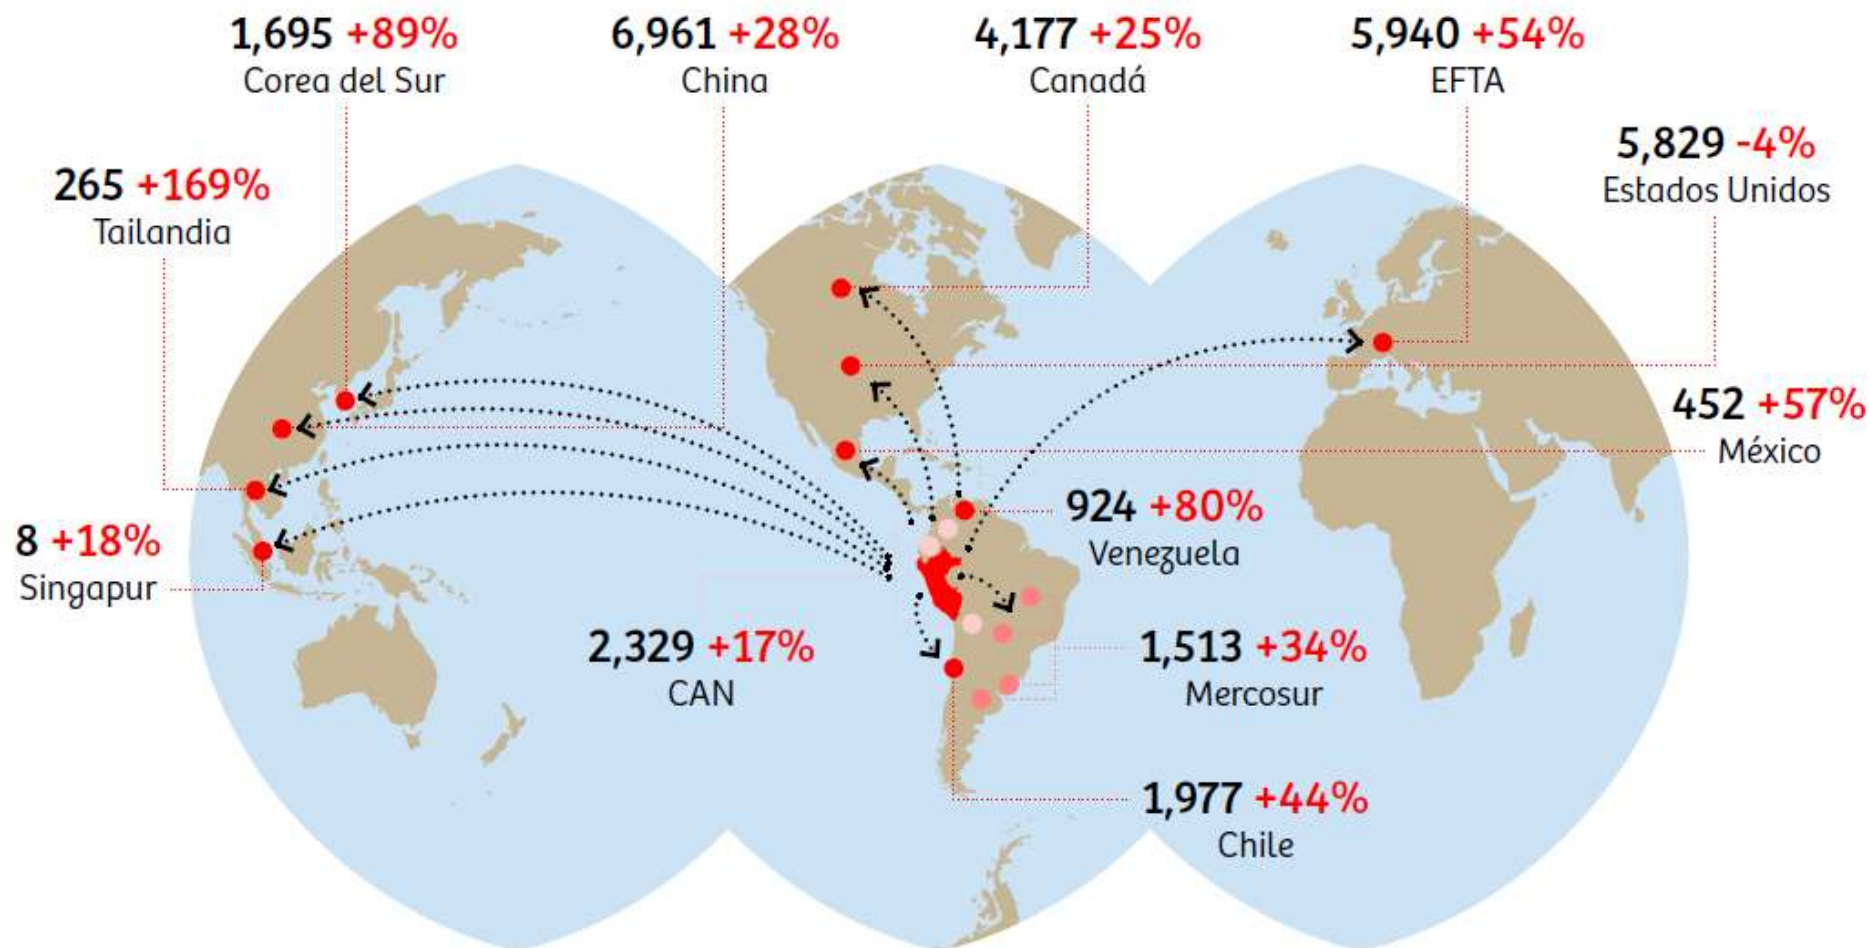 1,695 +89%
Corea del Sur
6,961 +28%
China
4,177 +25%
Canadá
5,940 +54%
EFTA
5,829 -4%
Estados Unidos
265 +169%
Tailandia
452 +57%
México
924 +80%
Venezuela
8 +18%
Singapur
2,329 +17%
CAN
1,513 +34%
Mercosur
1,977 +44%
Chile